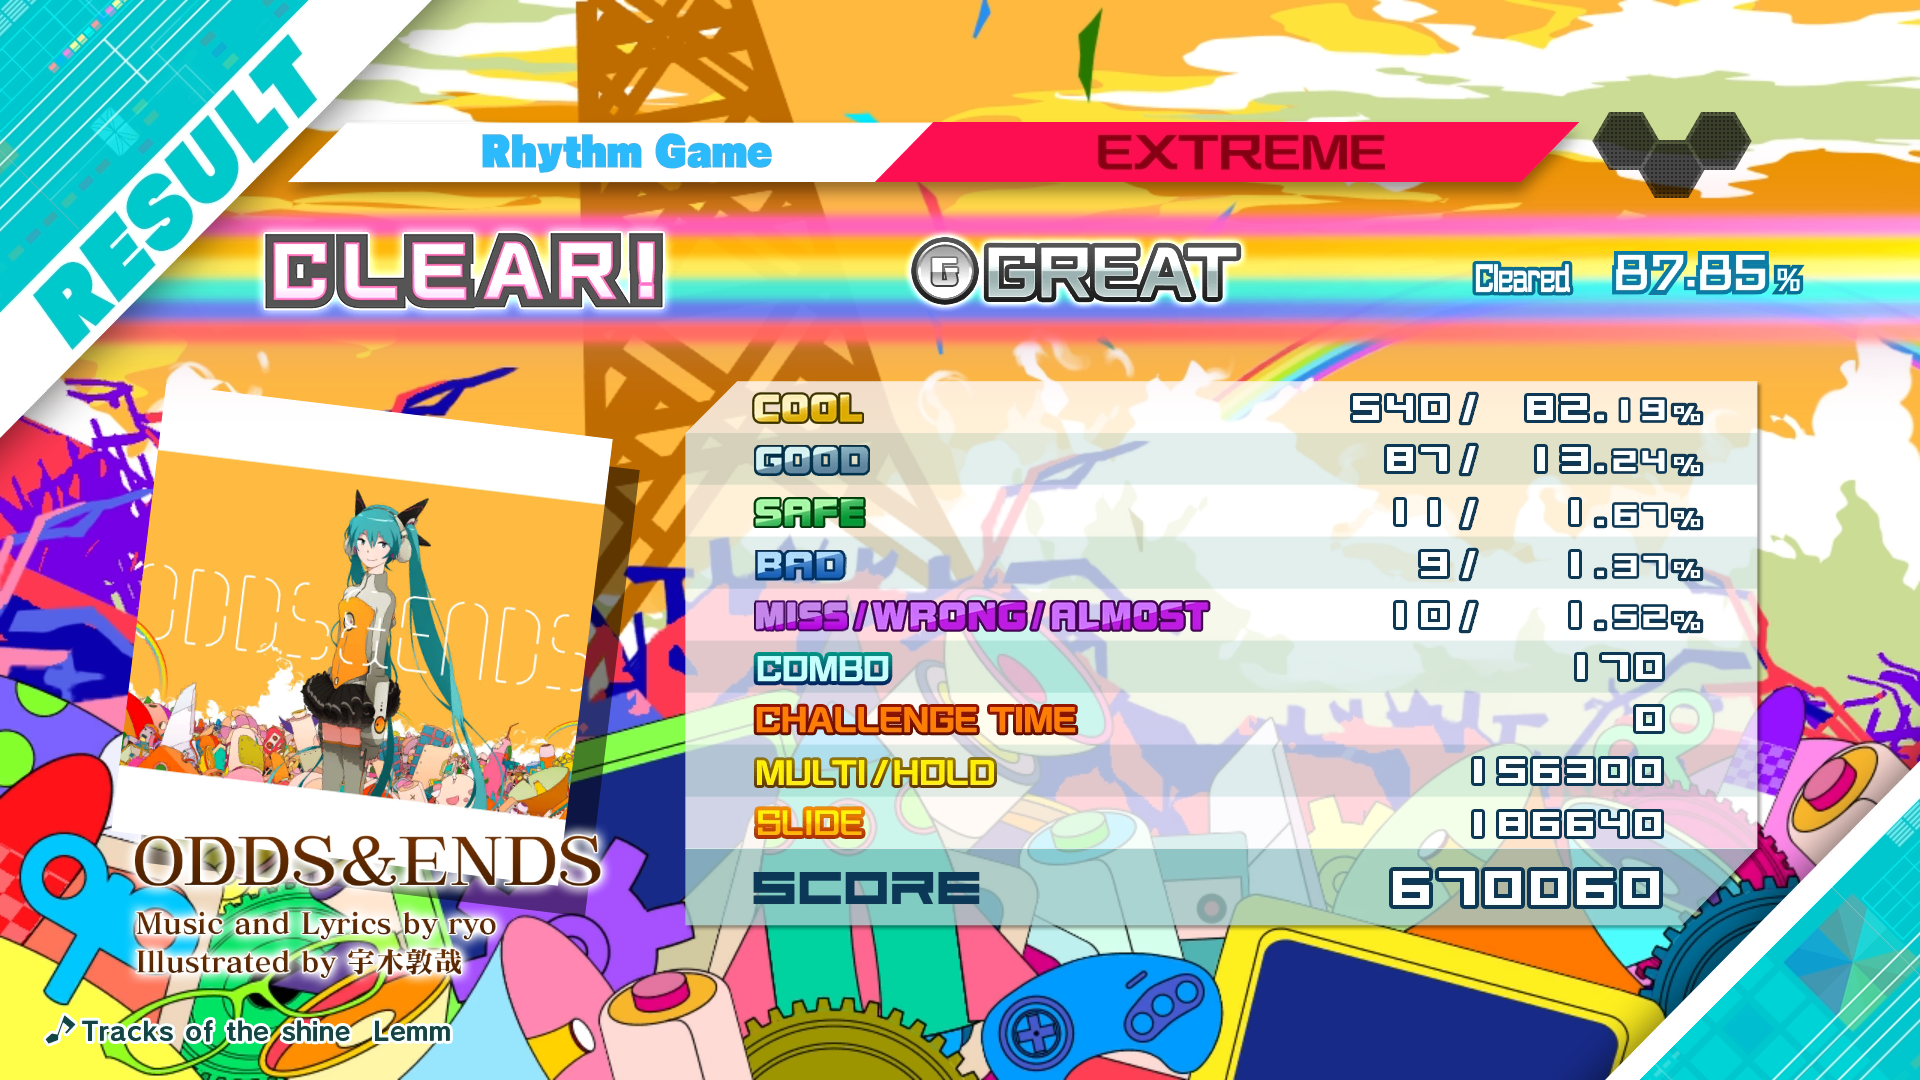 RESULT
Rhythm Game EXTREME
CLEAR! G GREAT Cleared 87.85%
COOL 540/ 82.19%
GOOD 87/ 13.24%
SAFE 11/ 1.67%
BAD 9/ 1.37%
MISS/WRONG/ALMOST 10/ 1.52%
COMBO 170
CHALLENGE TIME 0
MULTI/HOLD 156300
SLIDE 186640
SCORE 670060
ODDS&ENDS
ODDS&ENDS
Music and Lyrics by ryo
Illustrated by 宇木敦哉
♪Tracks of the shine Lemm